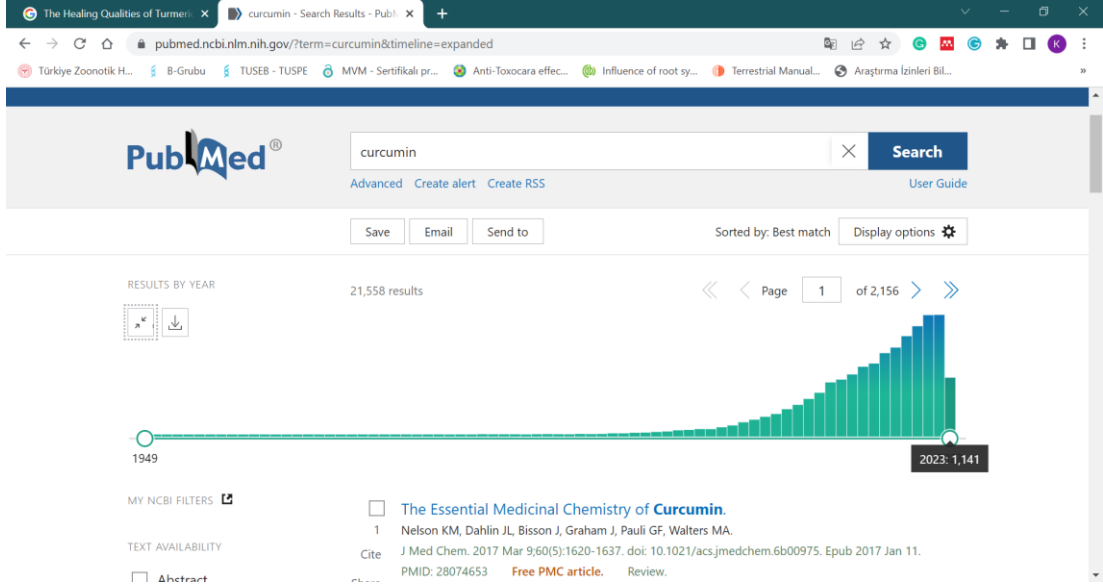 The Healing Qualities of Turmeri
curcumin - Search Results - Pub
pubmed.ncbi.nlm.nih.gov/?term=curcumin&timeline=expanded
K
Türkiye Zoonotik H...
B-Grubu
TUSEB - TUSPE
MVM - Sertifikalı pr...
Anti-Toxocara effec...
Influence of root sy...
Terrestrial Manual...
Araştırma İzinleri Bil...
PubMed®
curcumin
Search
Advanced Create alert Create RSS
User Guide
Save Email Send to
Sorted by: Best match Display options
RESULTS BY YEAR
21,558 results
Page 1 of 2,156
1949
2023: 1,141
MY NCBI FILTERS
The Essential Medicinal Chemistry of Curcumin.
1
Nelson KM, Dahlin JL, Bisson J, Graham J, Pauli GF, Walters MA.
TEXT AVAILABILITY
Cite
J Med Chem. 2017 Mar 9;60(5):1620-1637. doi: 10.1021/acs.jmedchem.6b00975. Epub 2017 Jan 11.
PMID: 28074653 Free PMC article. Review.
Abstract
Share